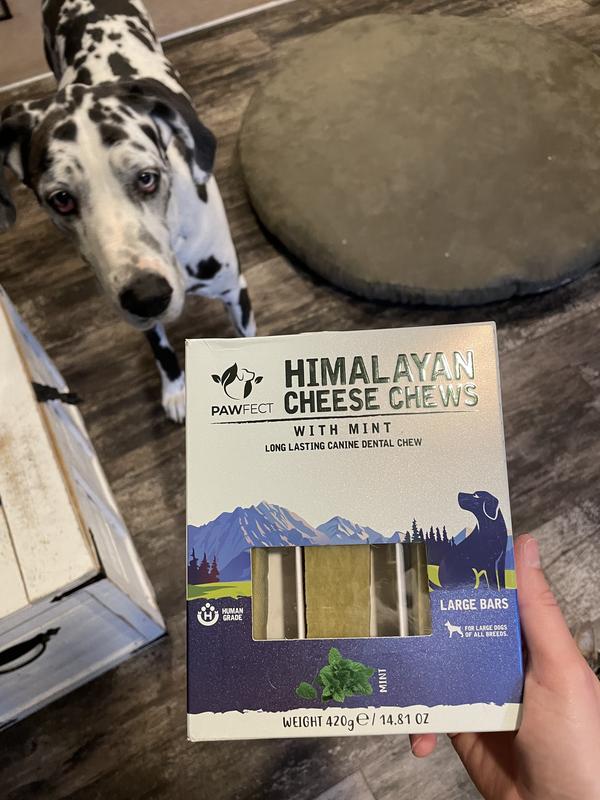 PAWFECT
HIMALAYAN
CHEESE CHEWS
WITH MINT
LONG LASTING CANINE DENTAL CHEW
H
HUMAN
GRADE
LARGE BARS
FOR LARGE DOGS
OF ALL BREEDS.
MINT
WEIGHT 420g℮ / 14.81 OZ